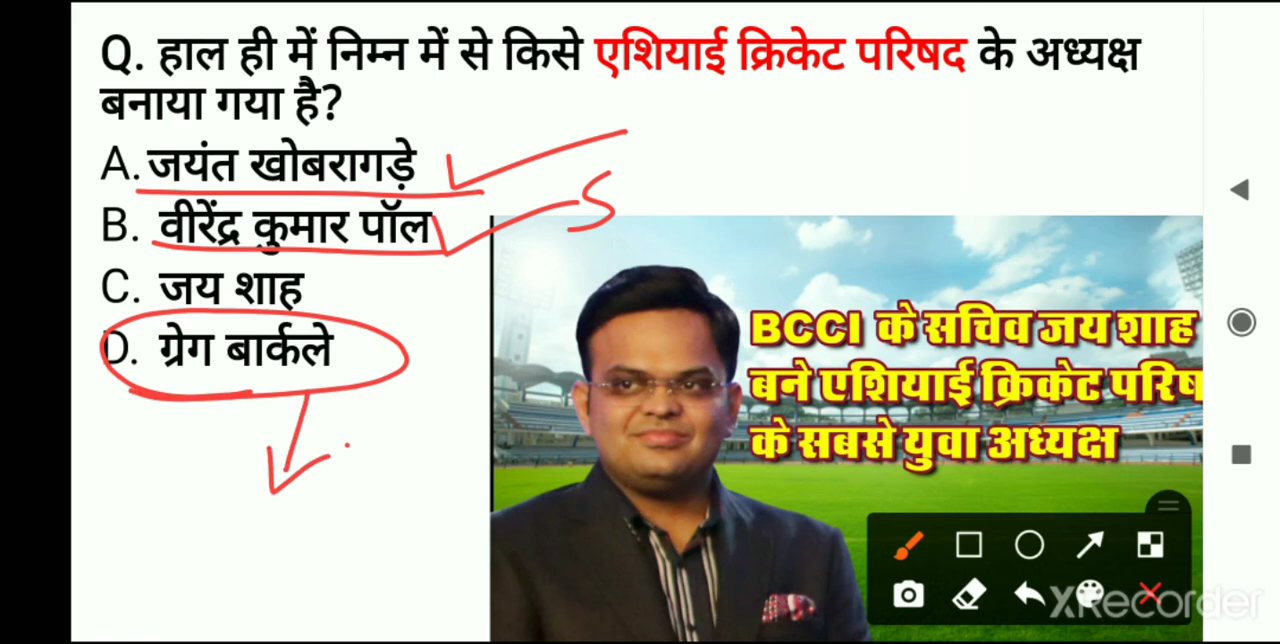 Q. हाल ही में निम्न में से किसे एशियाई क्रिकेट परिषद के अध्यक्ष
बनाया गया है?
A. जयंत खोबरागड़े
B. वीरेंद्र कुमार पॉल
C. जय शाह
D. ग्रेग बार्कले
BCCI के सचिव जय शाह
बने एशियाई क्रिकेट परिष
के सबसे युवा अध्यक्ष
XRecorder